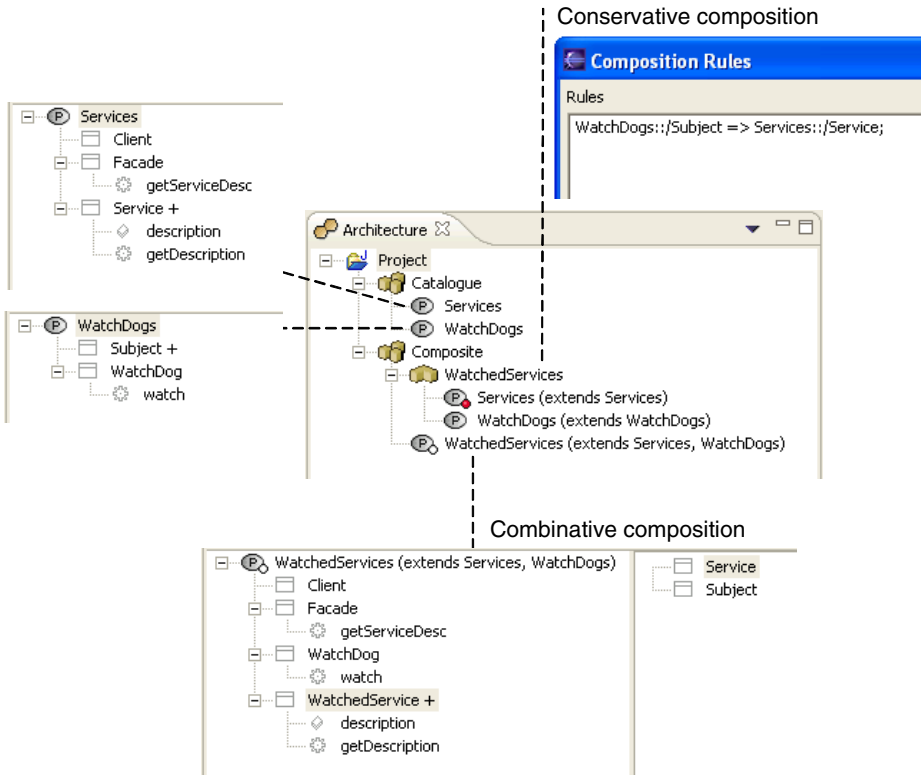 Conservative composition
Composition Rules
Rules
WatchDogs::/Subject => Services::/Service;
Services
Client
Facade
getServiceDesc
Service +
description
getDescription
WatchDogs
Subject +
WatchDog
watch
Architecture
Project
Catalogue
Services
WatchDogs
Composite
WatchedServices
Services (extends Services)
WatchDogs (extends WatchDogs)
WatchedServices (extends Services, WatchDogs)
Combinative composition
WatchedServices (extends Services, WatchDogs)
Client
Facade
getServiceDesc
WatchDog
watch
WatchedService +
description
getDescription
Service
Subject